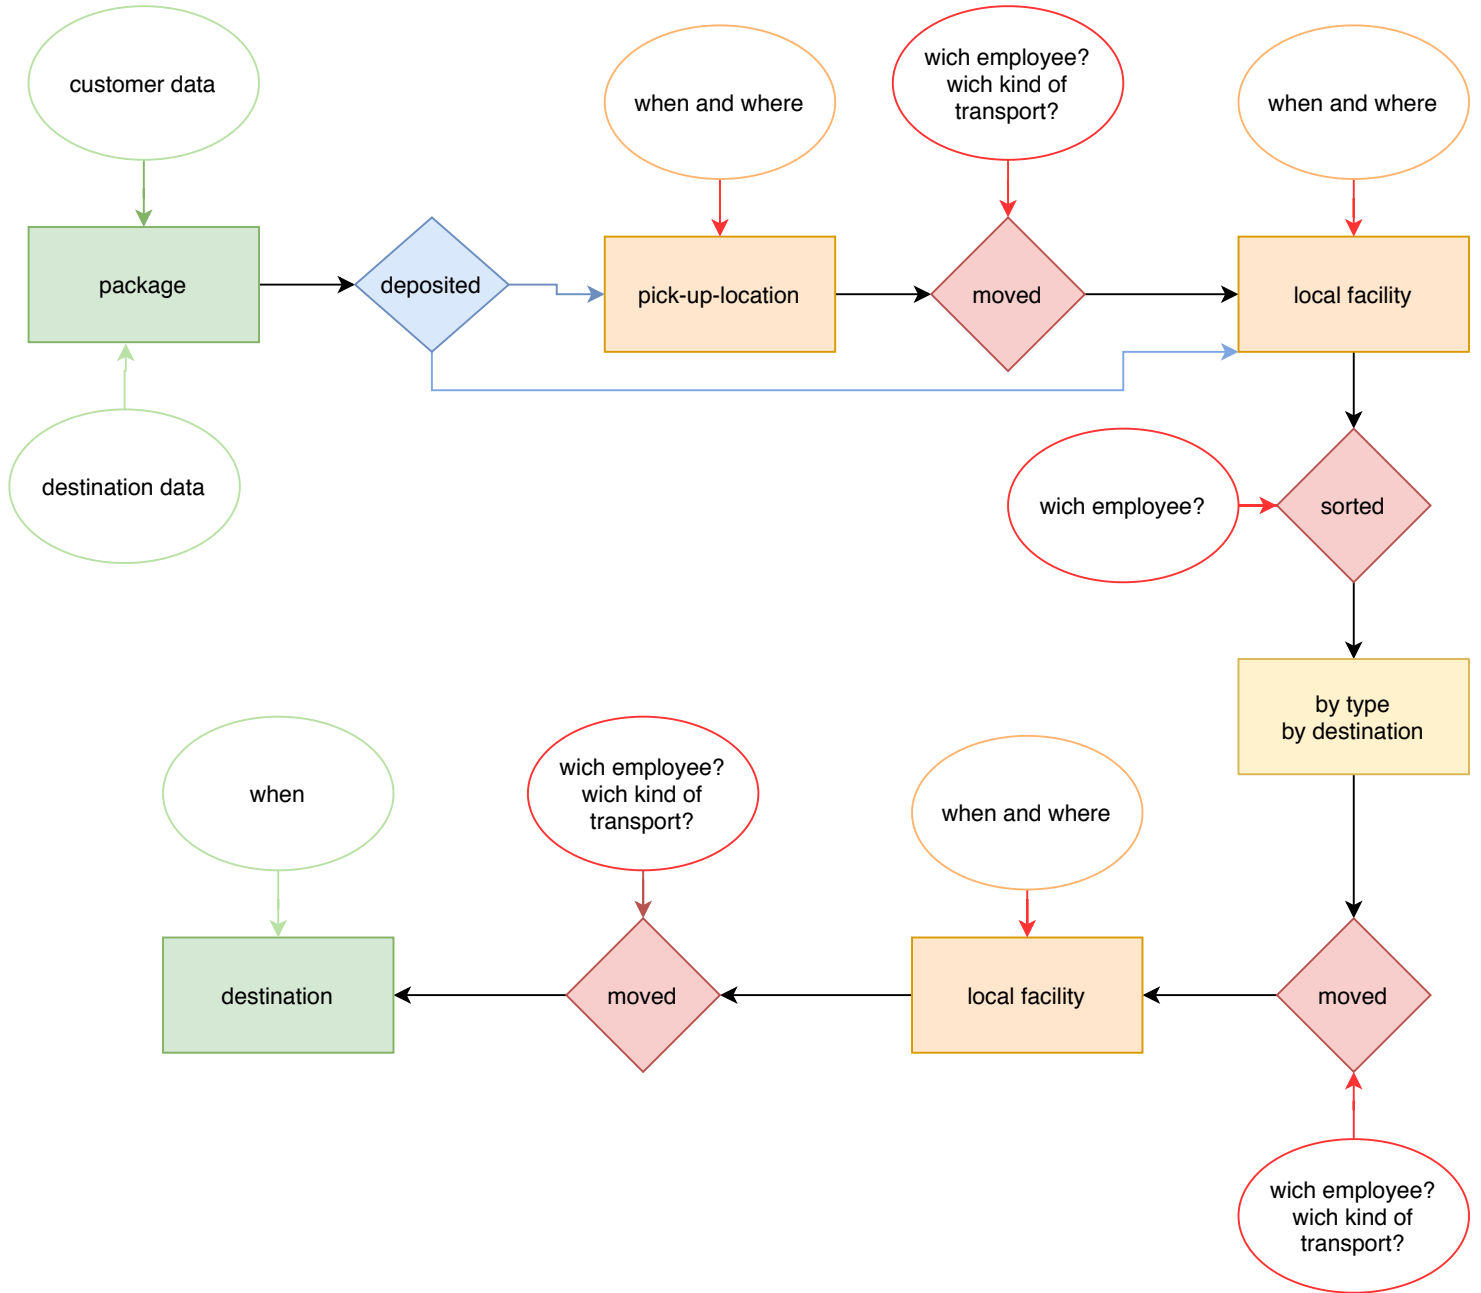 customer data
when and where
wich employee?
wich kind of
transport?
when and where
package
deposited
pick-up-location
moved
local facility
destination data
wich employee?
sorted
by type
by destination
when
wich employee?
wich kind of
transport?
when and where
destination
moved
local facility
moved
wich employee?
wich kind of
transport?